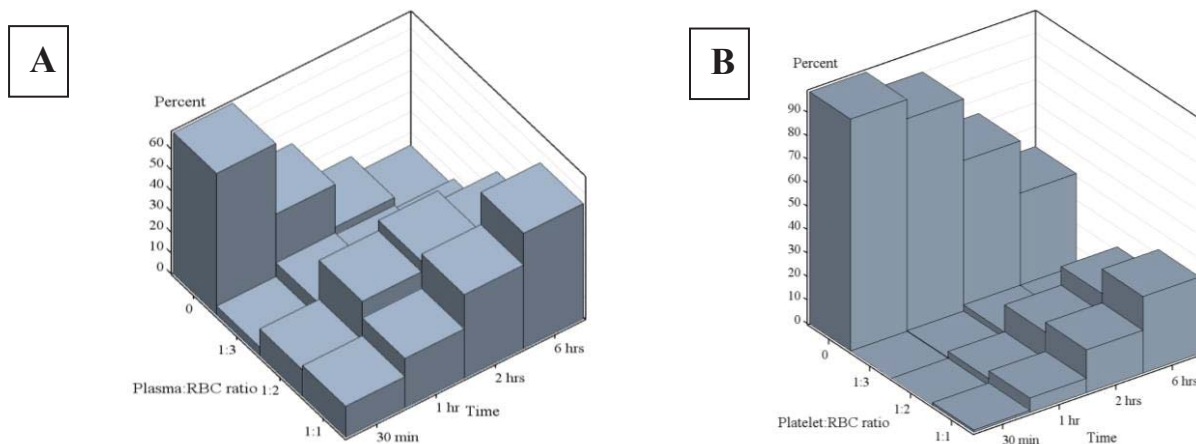 A
Percent
60
50
40
30
20
10
0
0
1:3
1:2
1:1
Plasma:RBC ratio
30 min
1 hr
2 hrs
6 hrs
Time
B
Percent
90
80
70
60
50
40
30
20
10
0
0
1:3
1:2
1:1
Platelet:RBC ratio
30 min
1 hr
2 hrs
6 hrs
Time